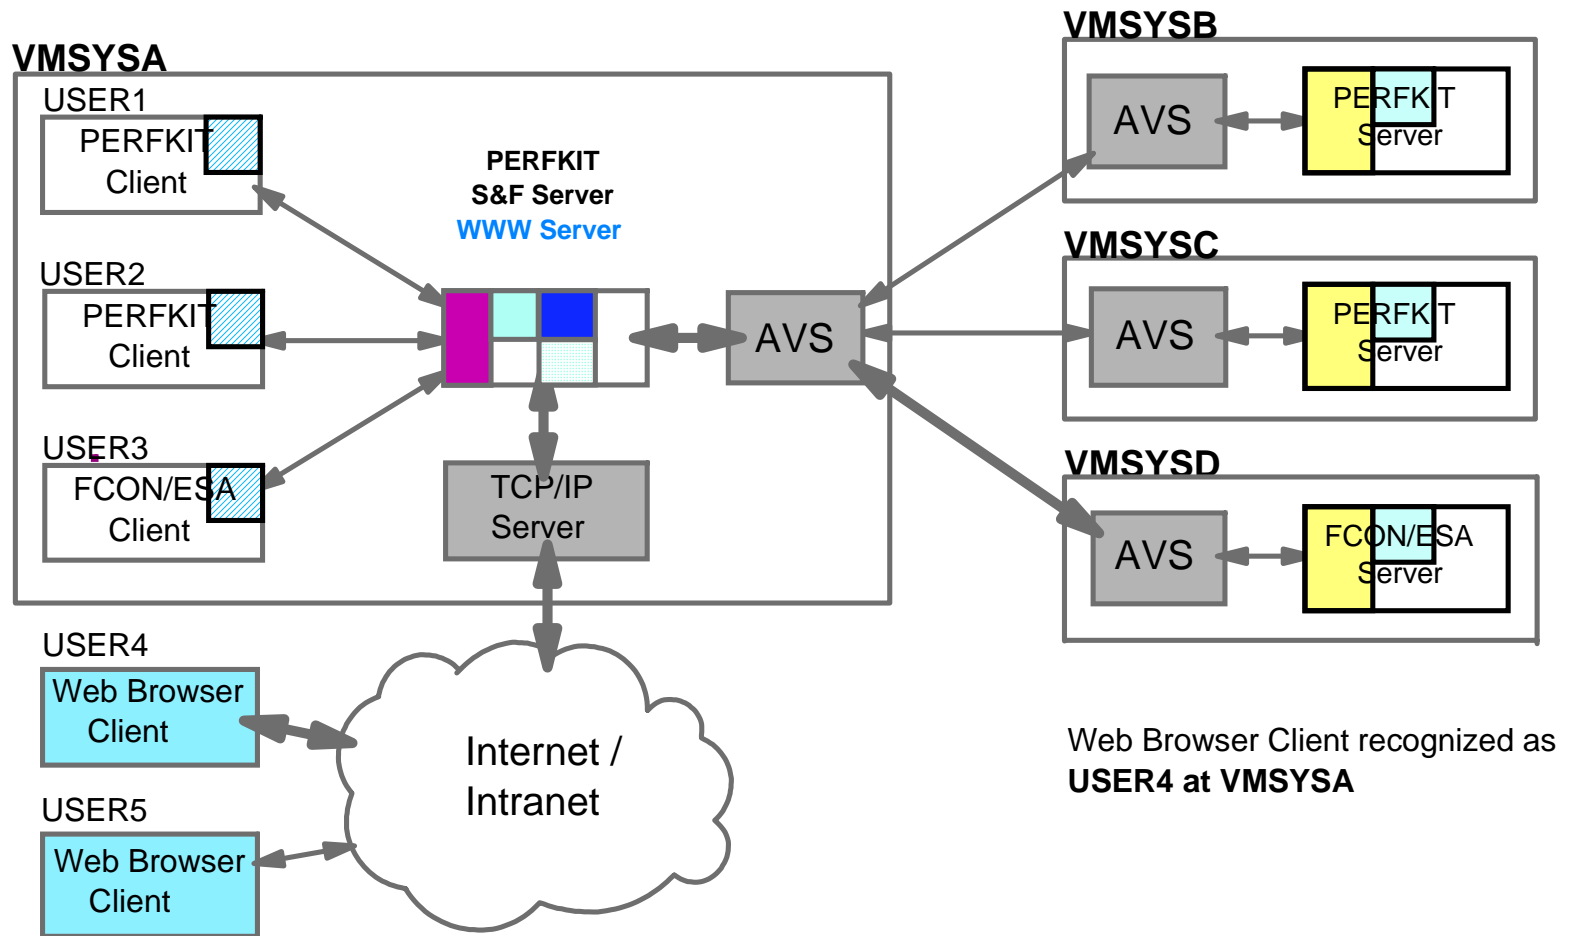 VMSYSA
USER1
PERFKIT
Client
USER2
PERFKIT
Client
USER3
FCON/ESA
Client
PERFKIT
S&F Server
WWW Server
AVS
TCP/IP
Server
VMSYSB
AVS
PERFKIT
Server
VMSYSC
AVS
PERFKIT
Server
VMSYSD
AVS
FCON/ESA
Server
USER4
Web Browser
Client
USER5
Web Browser
Client
Internet /
Intranet
Web Browser Client recognized as
USER4 at VMSYSA